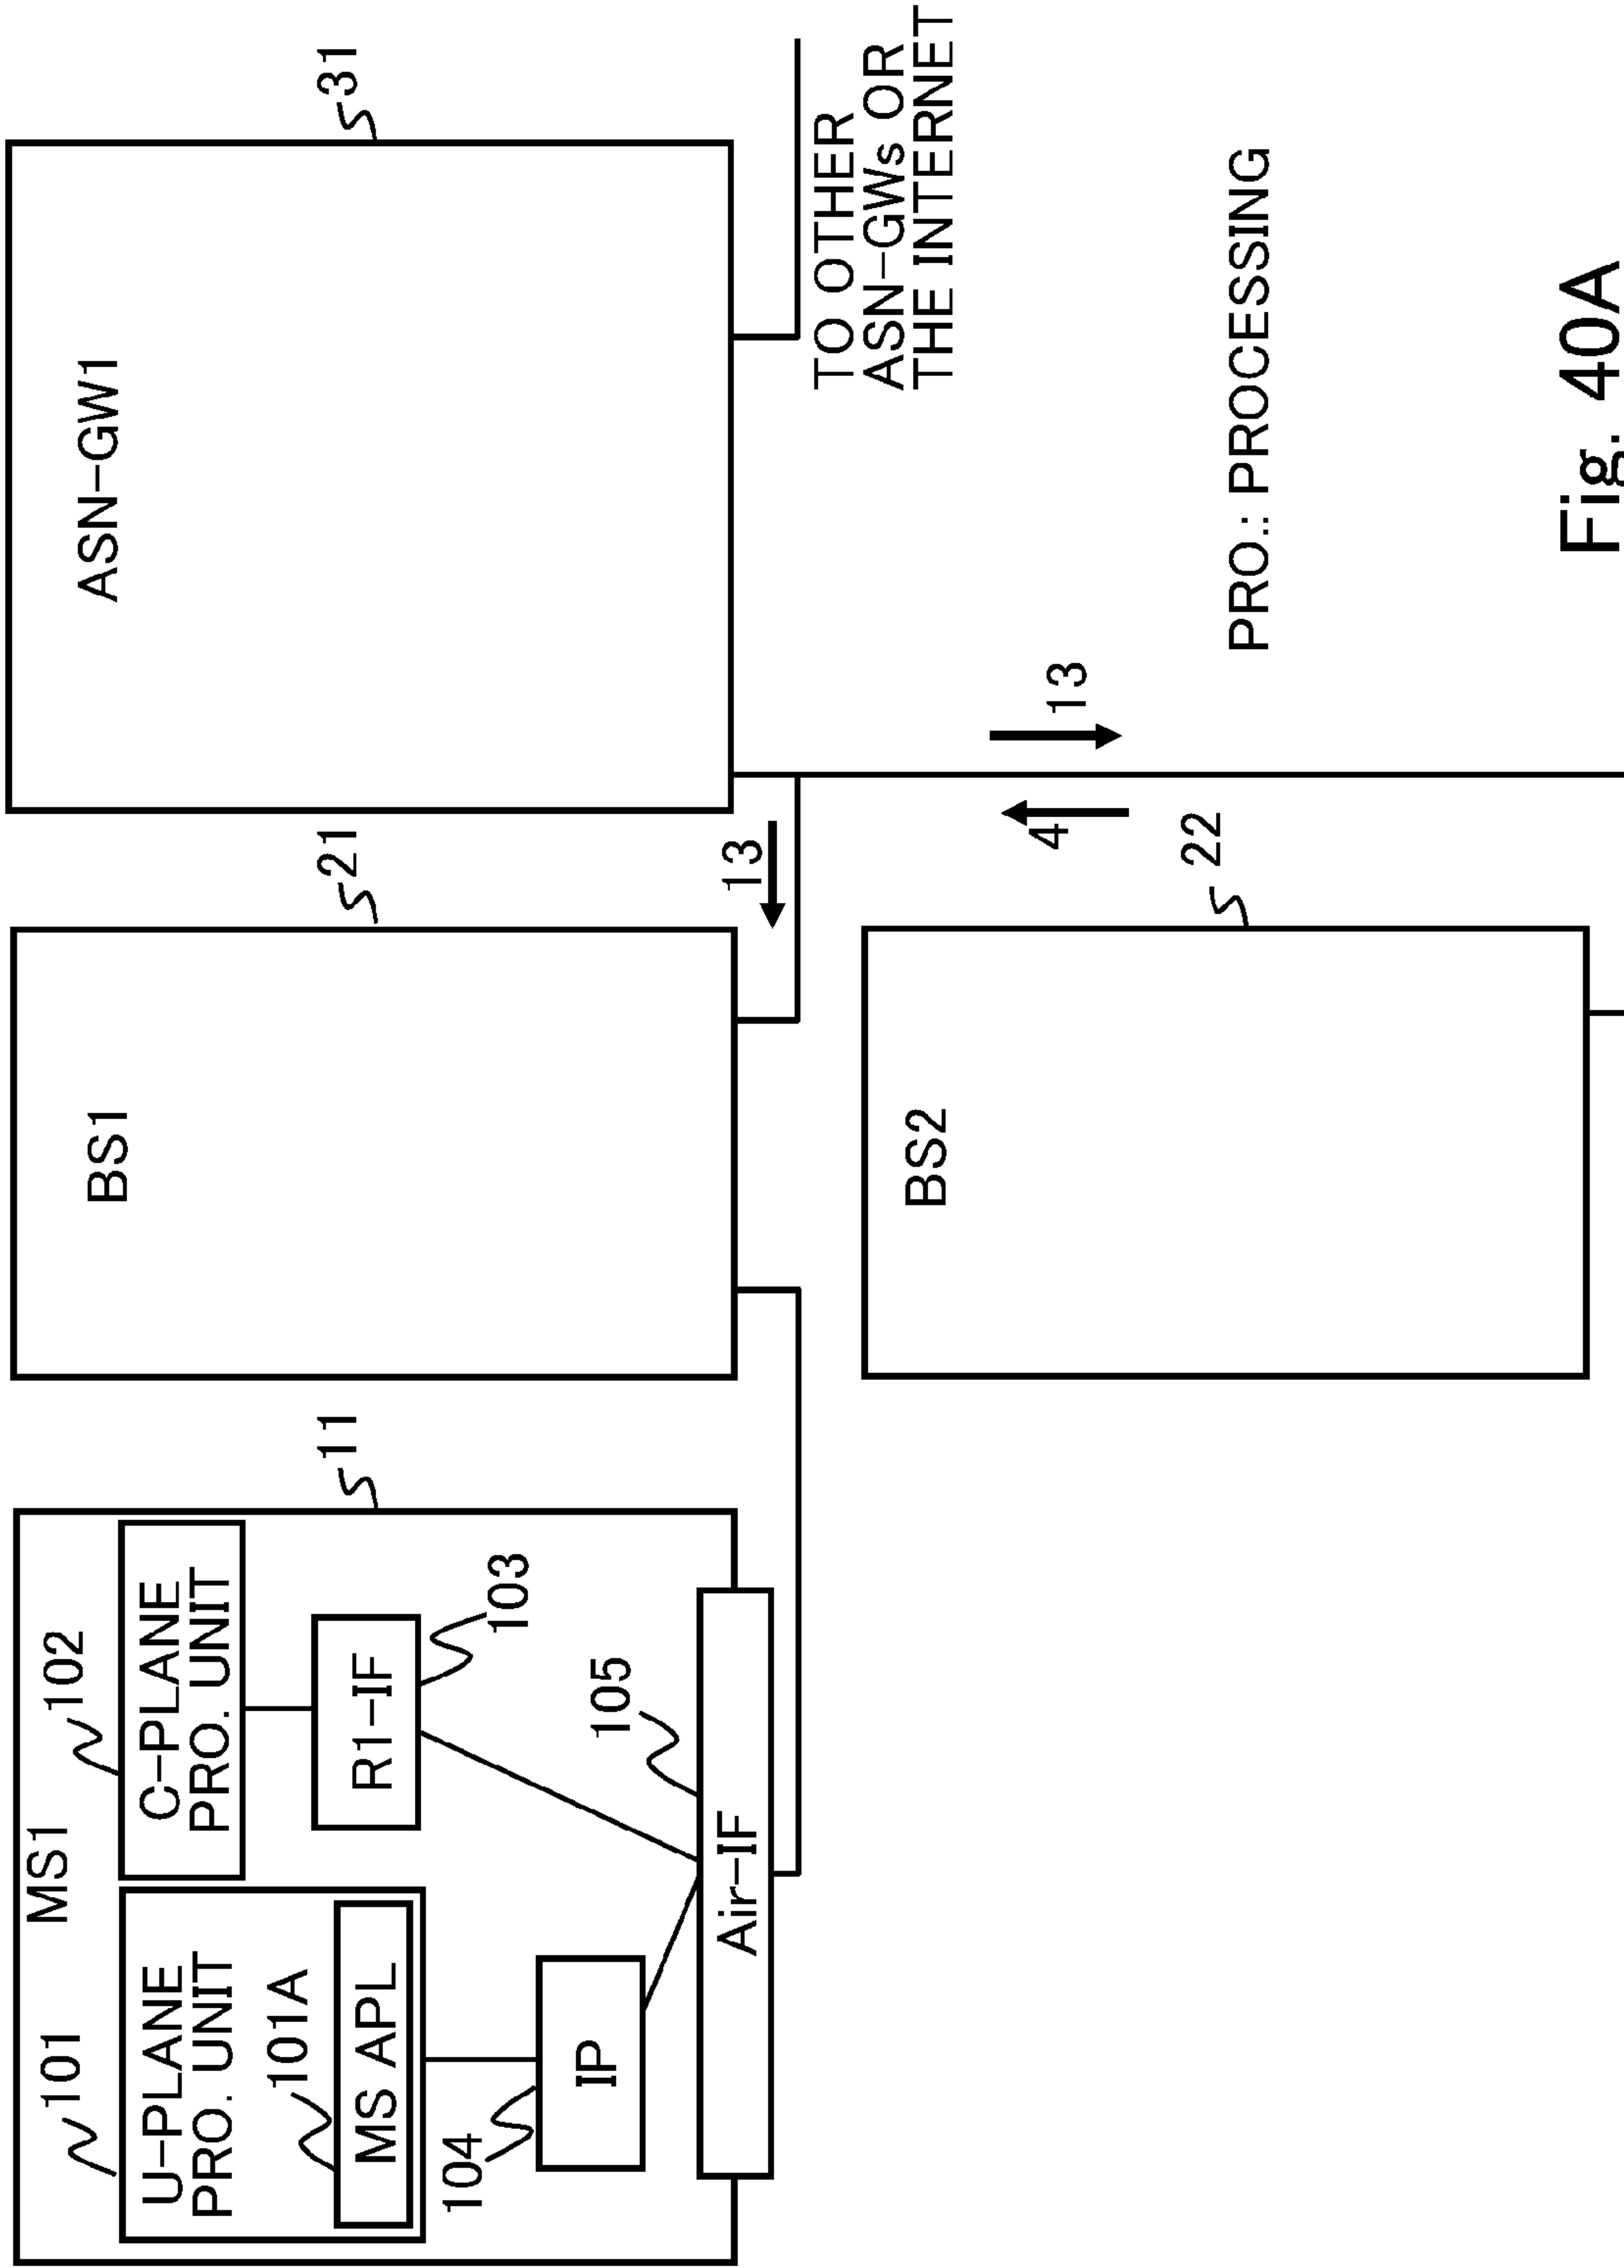 MS1
11
101
U-PLANE
PRO. UNIT
101A
MS APL
102
C-PLANE
PRO. UNIT
R1-IF
103
104
IP
105
Air-IF
BS1
21
13
ASN-GW1
31
TO OTHER
ASN-GWs OR
THE INTERNET
BS2
22
4
13
PRO.: PROCESSING
Fig. 40A